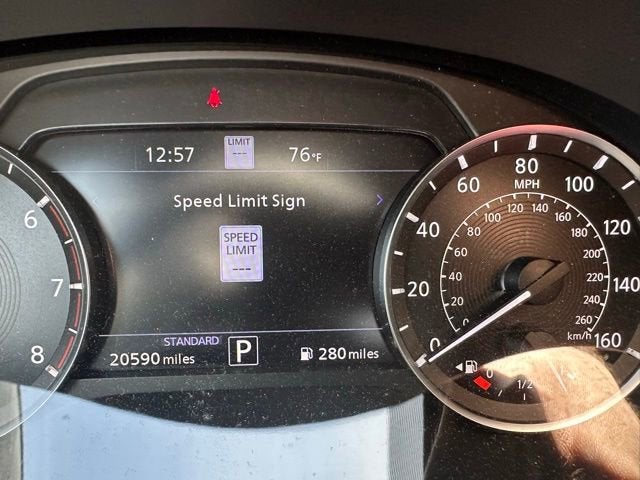 LIMIT
12:57 --- 76°F
Speed Limit Sign
SPEED
LIMIT
---
STANDARD
20590 miles P 280 miles
6
7
8
0 20 40 60 80 100 120 140 160
MPH
0 20 40 60 80 100 120 140 160 180 200 220 240 260
km/h
0 1/2